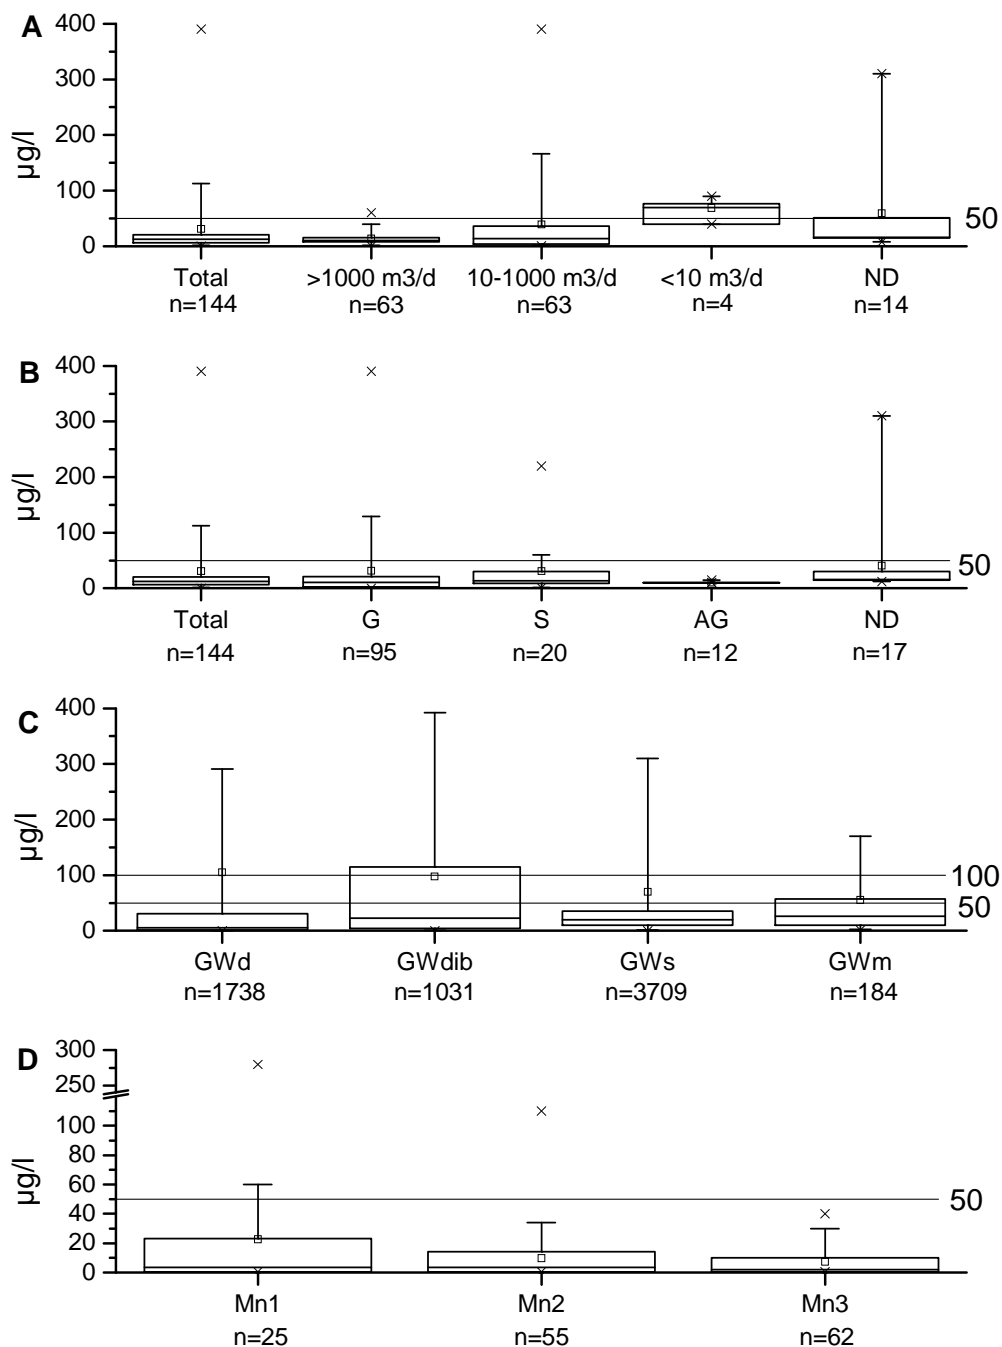 A
400
300
200
100
0
µg/l
50
Total >1000 m3/d 10-1000 m3/d <10 m3/d ND
n=144 n=63 n=63 n=4 n=14
B
400
300
200
100
0
µg/l
50
Total G S AG ND
n=144 n=95 n=20 n=12 n=17
C
400
300
200
100
0
µg/l
100
50
GWd GWdib GWs GWm
n=1738 n=1031 n=3709 n=184
D
300
250
100
80
60
40
20
0
µg/l
50
Mn1 Mn2 Mn3
n=25 n=55 n=62